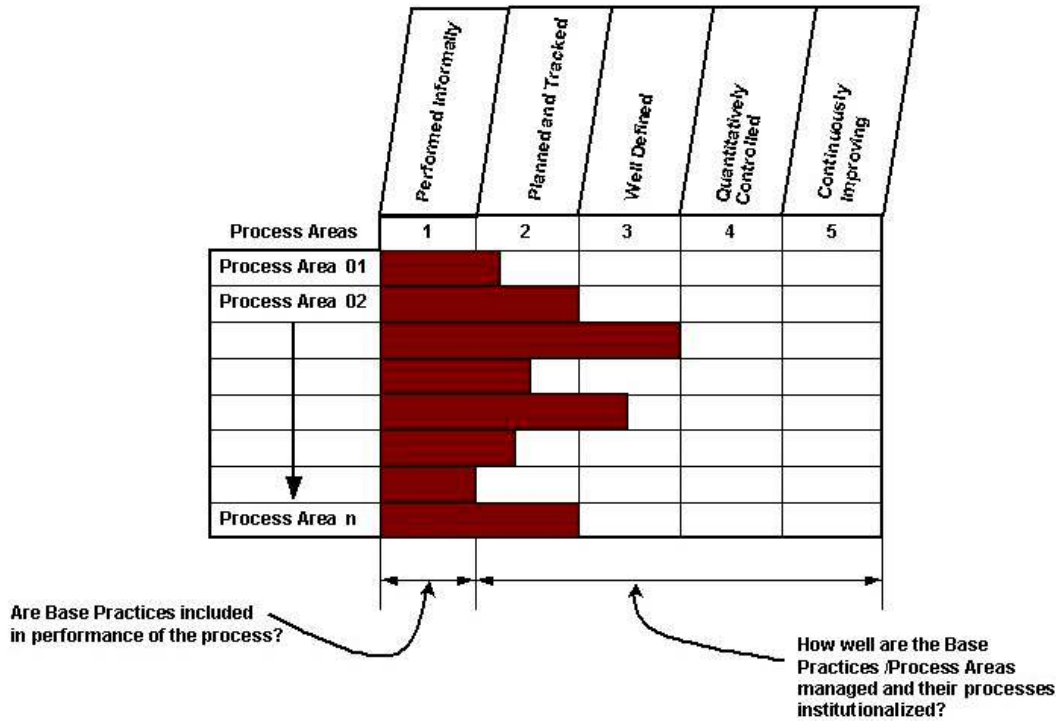 Performed Informally
Planned and Tracked
Well Defined
Quantitatively
Controlled
Continuously
Improving
Process Areas 1 2 3 4 5
Process Area 01
Process Area 02
Process Area n
Are Base Practices included
in performance of the process?
How well are the Base
Practices /Process Areas
managed and their processes
institutionalized?